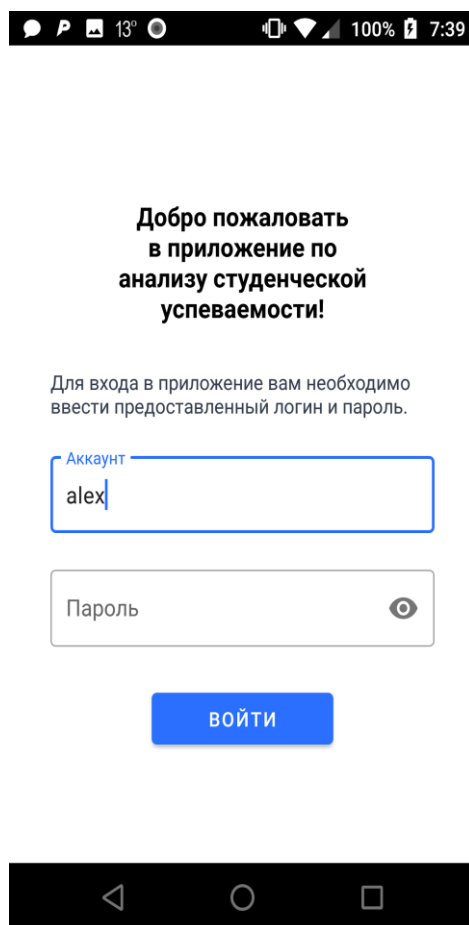 13° 100% 7:39
Добро пожаловать
в приложение по
анализу студенческой
успеваемости!
Для входа в приложение вам необходимо
ввести предоставленный логин и пароль.
Аккаунт
alex
Пароль
ВОЙТИ